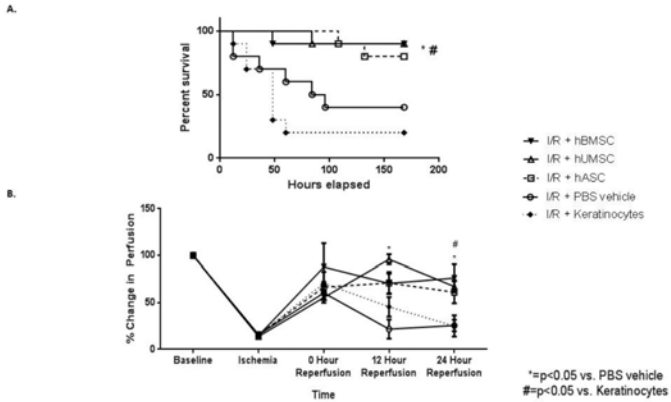 A.
Percent survival
100
50
0
0
50
100
150
200
Hours elapsed
* #
I/R + hBMSC
I/R + hUMSC
I/R + hASC
I/R + PBS vehicle
I/R + Keratinocytes
B.
% Change in Perfusion
150
100
50
0
*
#
*
Baseline
Ischemia
0 Hour
Reperfusion
12 Hour
Reperfusion
24 Hour
Reperfusion
Time
*=p<0.05 vs. PBS vehicle
#=p<0.05 vs. Keratinocytes